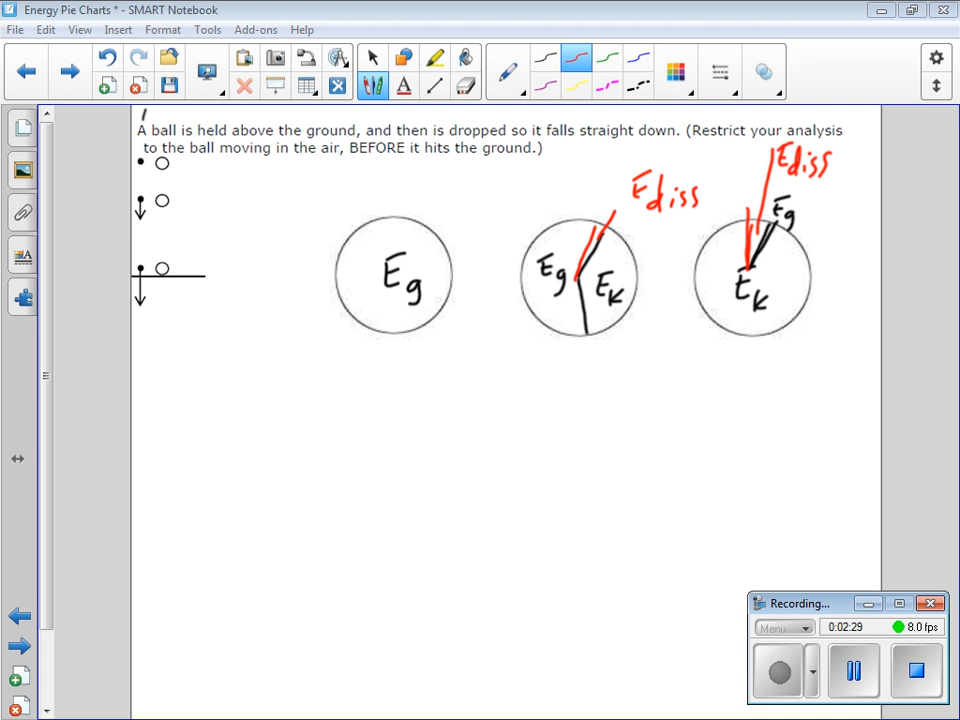 Energy Pie Charts * - SMART Notebook
File Edit View Insert Format Tools Add-ons Help
A ball is held above the ground, and then is dropped so it falls straight down. (Restrict your analysis
to the ball moving in the air, BEFORE it hits the ground.)
Ediss
Ediss
Eg
Eg
Eg
Ek
Ek
Recording...
Menu
0:02:29
8.0 fps